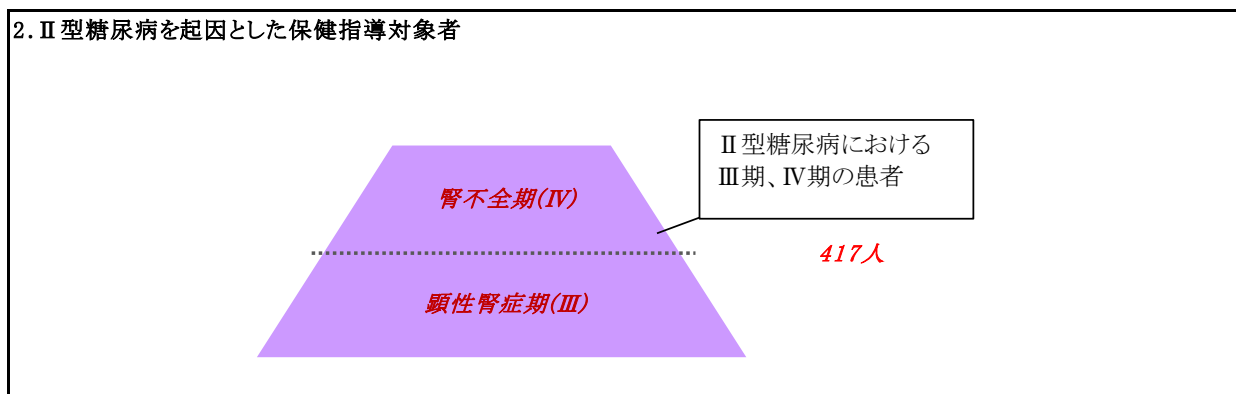 2.Ⅱ型糖尿病を起因とした保健指導対象者
Ⅱ型糖尿病における
Ⅲ期、Ⅳ期の患者
腎不全期(Ⅳ)
417人
顕性腎症期(Ⅲ)